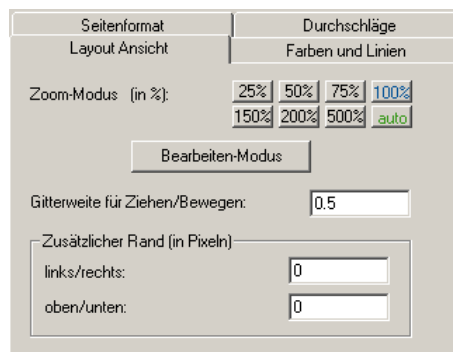 Seitenformat Durchschläge
Layout Ansicht Farben und Linien
Zoom-Modus (in %): 25% 50% 75% 100%
150% 200% 500% auto
Bearbeiten-Modus
Gitterweite für Ziehen/Bewegen: 0.5
Zusätzlicher Rand (in Pixeln)
links/rechts: 0
oben/unten: 0